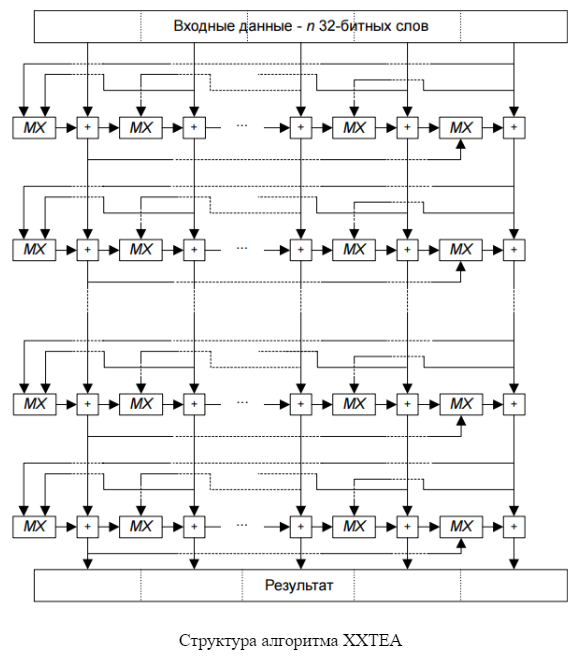 Входные данные - n 32-битных слов
MX + MX + ... + MX + MX +
MX + MX + ... + MX + MX +
MX + MX + ... + MX + MX +
MX + MX + ... + MX + MX +
Результат
Структура алгоритма XXTEA